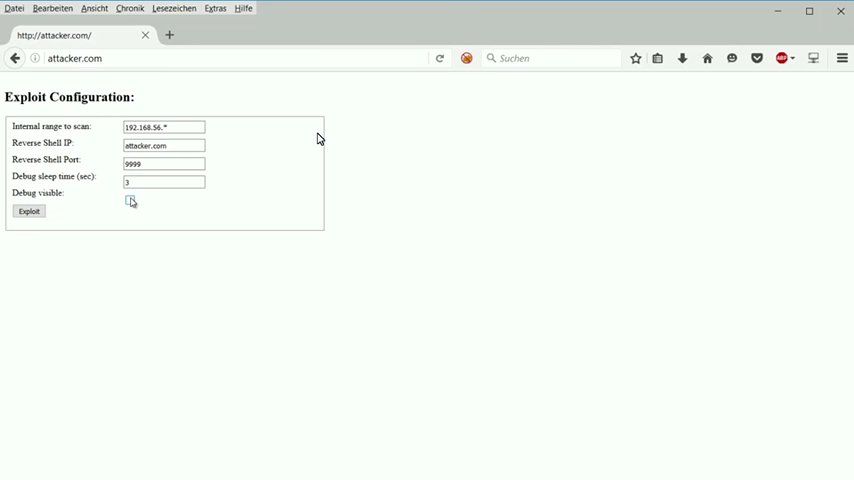 Datei Bearbeiten Ansicht Chronik Lesezeichen Extras Hilfe
http://attacker.com/
attacker.com
Suchen
ABP
Exploit Configuration:
Internal range to scan: 192.168.56.*
Reverse Shell IP: attacker.com
Reverse Shell Port: 9999
Debug sleep time (sec): 3
Debug visible:
Exploit